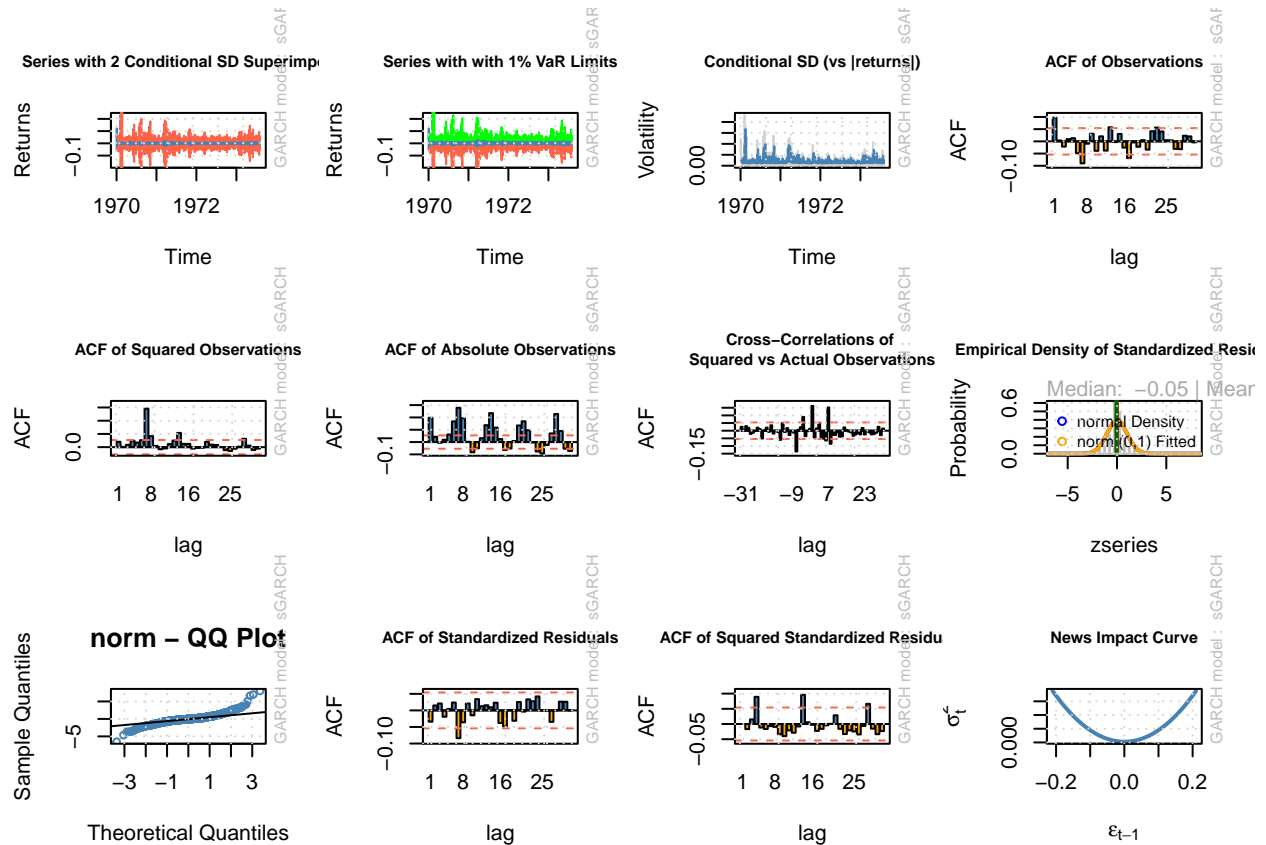 Series with 2 Conditional SD Superimp
Returns
−0.1
1970 1972
Time
GARCH model : sGAR
Series with with 1% VaR Limits
Returns
−0.1
1970 1972
Time
GARCH model : sGAR
Conditional SD (vs |returns|)
Volatility
0.00
1970 1972
Time
GARCH model : sGAR
ACF of Observations
ACF
−0.10
1 8 16 25
lag
GARCH model : sGAR
ACF of Squared Observations
ACF
0.0
1 8 16 25
lag
GARCH model : sGARCH
ACF of Absolute Observations
ACF
−0.1
1 8 16 25
lag
GARCH model : sGARCH
Cross−Correlations of
Squared vs Actual Observations
ACF
−0.15
−31 −9 7 23
lag
GARCH model : sGARCH
Empirical Density of Standardized Resi
Median: −0.05 | Mean
Probability
0.0 0.6
normal Density
norm (0,1) Fitted
−5 0 5
zseries
GARCH model : sGARCH
norm − QQ Plot
Sample Quantiles
−5
−3 −1 1 3
Theoretical Quantiles
GARCH model : sGARCH
ACF of Standardized Residuals
ACF
−0.10
1 8 16 25
lag
GARCH model : sGARCH
ACF of Squared Standardized Residu
ACF
−0.05
1 8 16 25
lag
GARCH model : sGARCH
News Impact Curve
σ²t
0.000
−0.2 0.0 0.2
εt−1
GARCH model : sGARCH